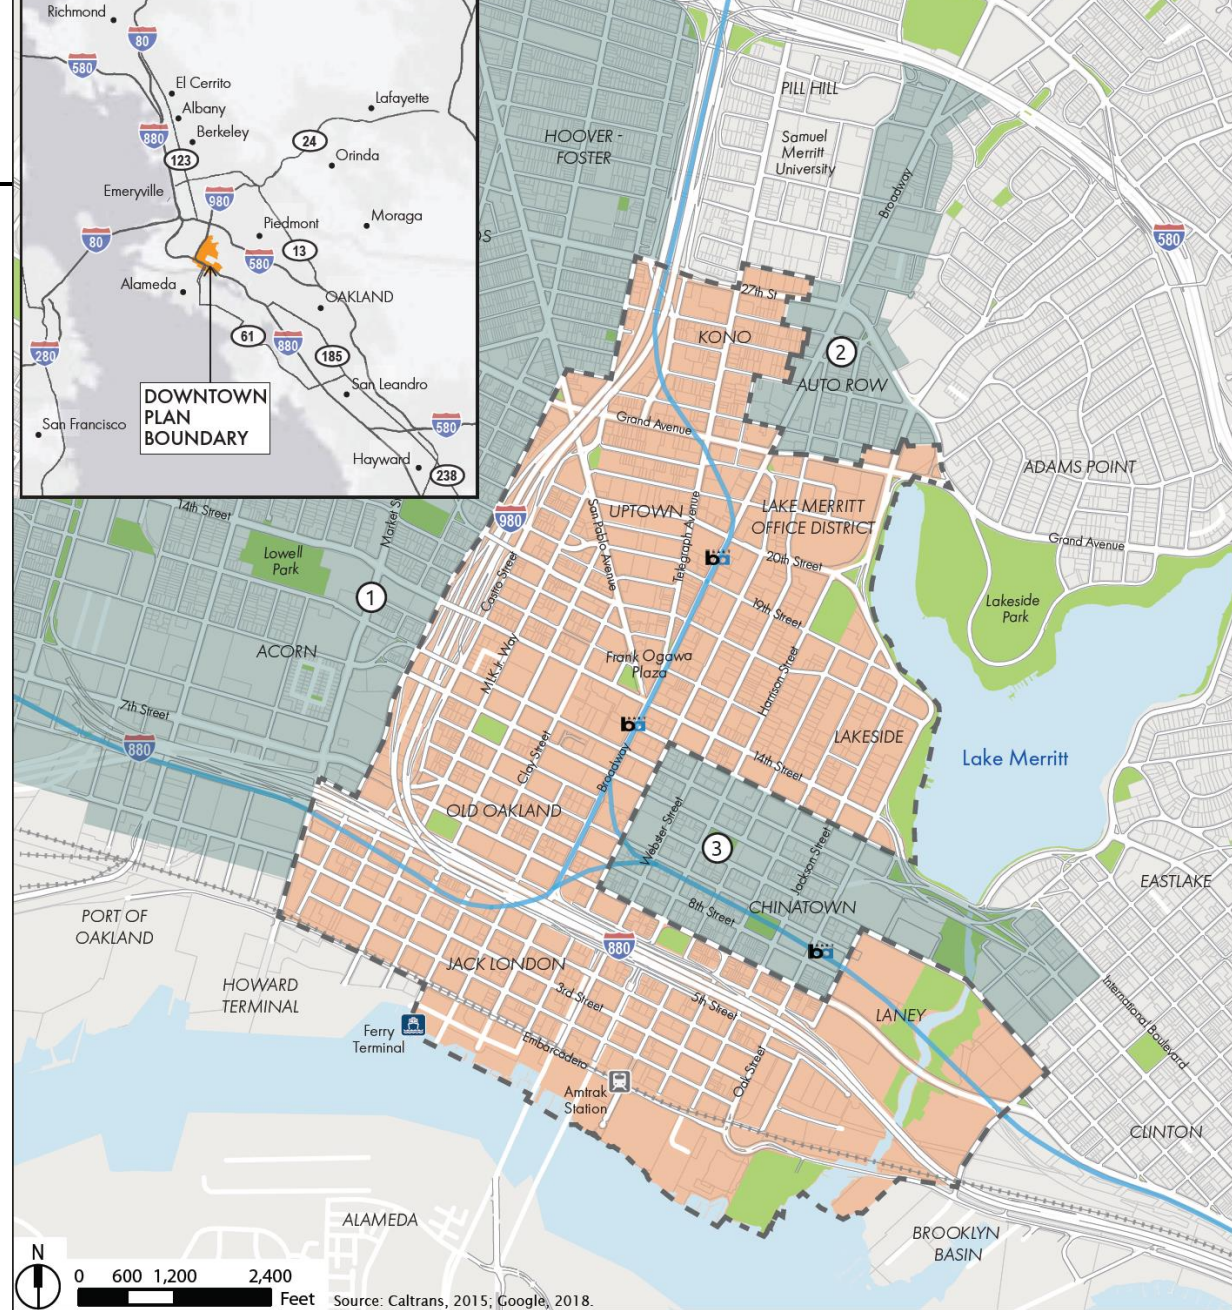 Richmond
80
580
El Cerrito
Albany
Berkeley
Lafayette
880
24
123
Orinda
Emeryville
980
Piedmont
Moraga
80
13
580
Alameda
OAKLAND
61
880
185
280
San Leandro
DOWNTOWN
PLAN
BOUNDARY
San Francisco
580
Hayward
238
PILL HILL
HOOVER -
FOSTER
Samuel
Merritt
University
Broadway
580
27th St
KONO
2
AUTO ROW
Grand Avenue
ADAMS POINT
14th Street
980
UPTOWN
LAKE MERRITT
OFFICE DISTRICT
San Pablo Avenue
Telegraph Avenue
Grand Avenue
Lowell
Park
Castro Street
20th Street
1
19th Street
Lakeside
Park
ACORN
MLK Jr. Way
Frank Ogawa
Plaza
Harrison Street
7th Street
880
Clay Street
Broadway
14th Street
LAKESIDE
Lake Merritt
OLD OAKLAND
Webster Street
3
Jackson Street
EASTLAKE
8th Street
CHINATOWN
PORT OF
OAKLAND
880
JACK LONDON
HOWARD
TERMINAL
3rd Street
5th Street
LANEY
International Boulevard
Ferry
Terminal
Embarcadero
Oak Street
Amtrak
Station
CLINTON
ALAMEDA
BROOKLYN
BASIN
N
0 600 1,200 2,400
Feet
Source: Caltrans, 2015; Google, 2018.